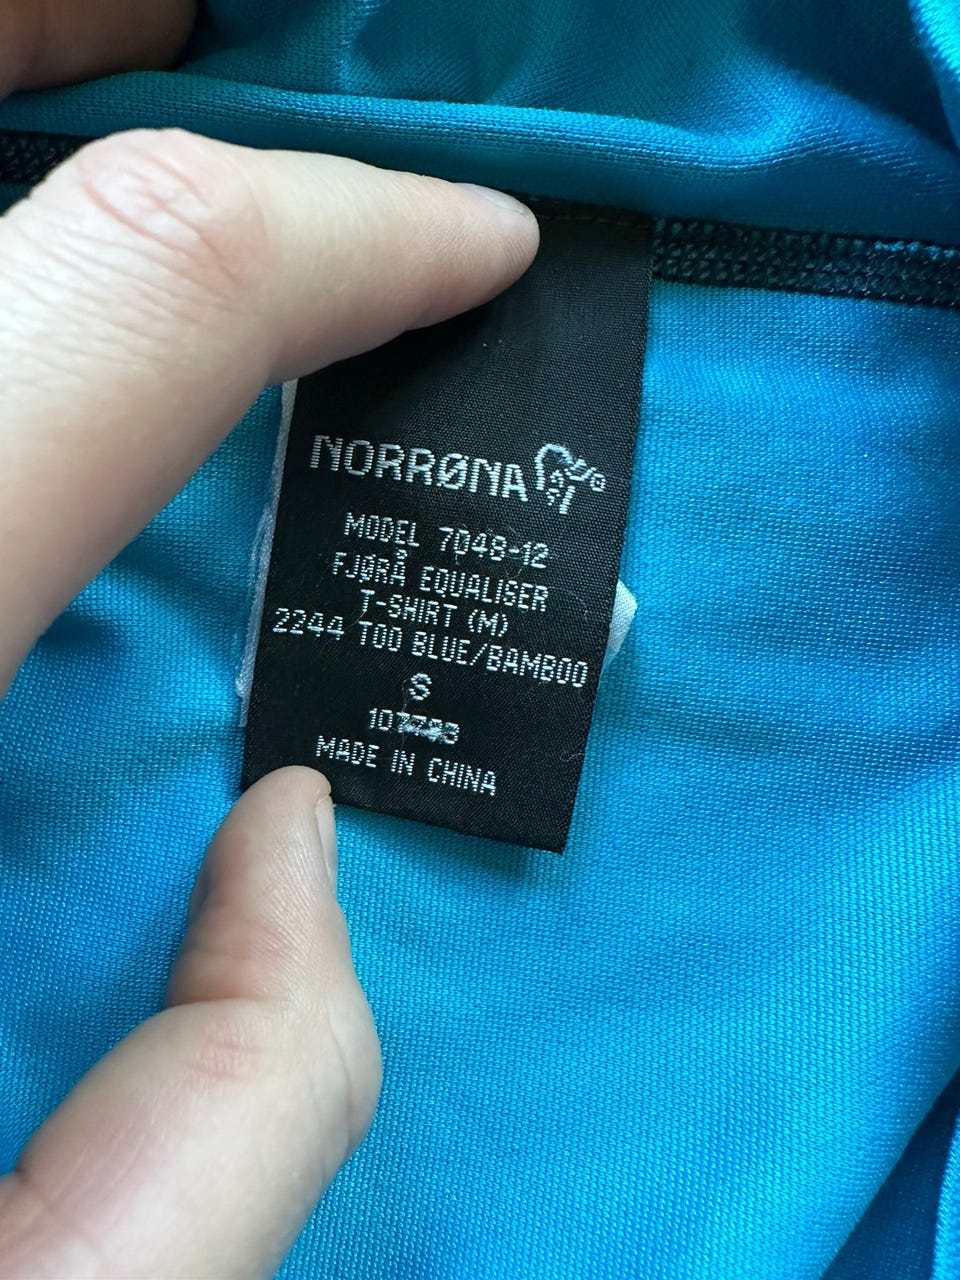 NORRØNA
MODEL 7048-12
FJØRÅ EQUALISER
T-SHIRT (M)
2244 TOO BLUE/BAMBOO
S
MADE IN CHINA